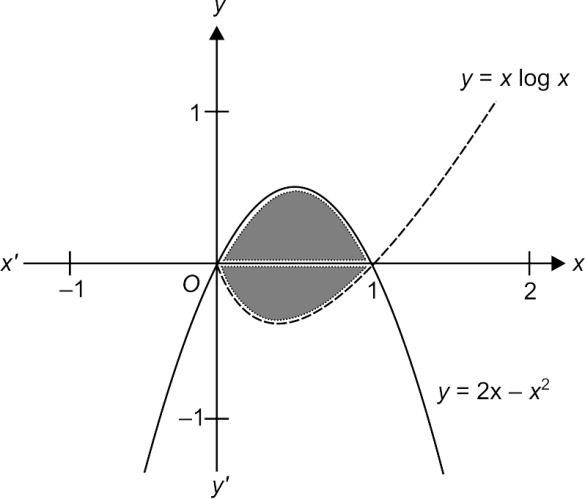 y
y = x log x
1
x′
x
–1
O
1
2
y = 2x – x²
–1
y′